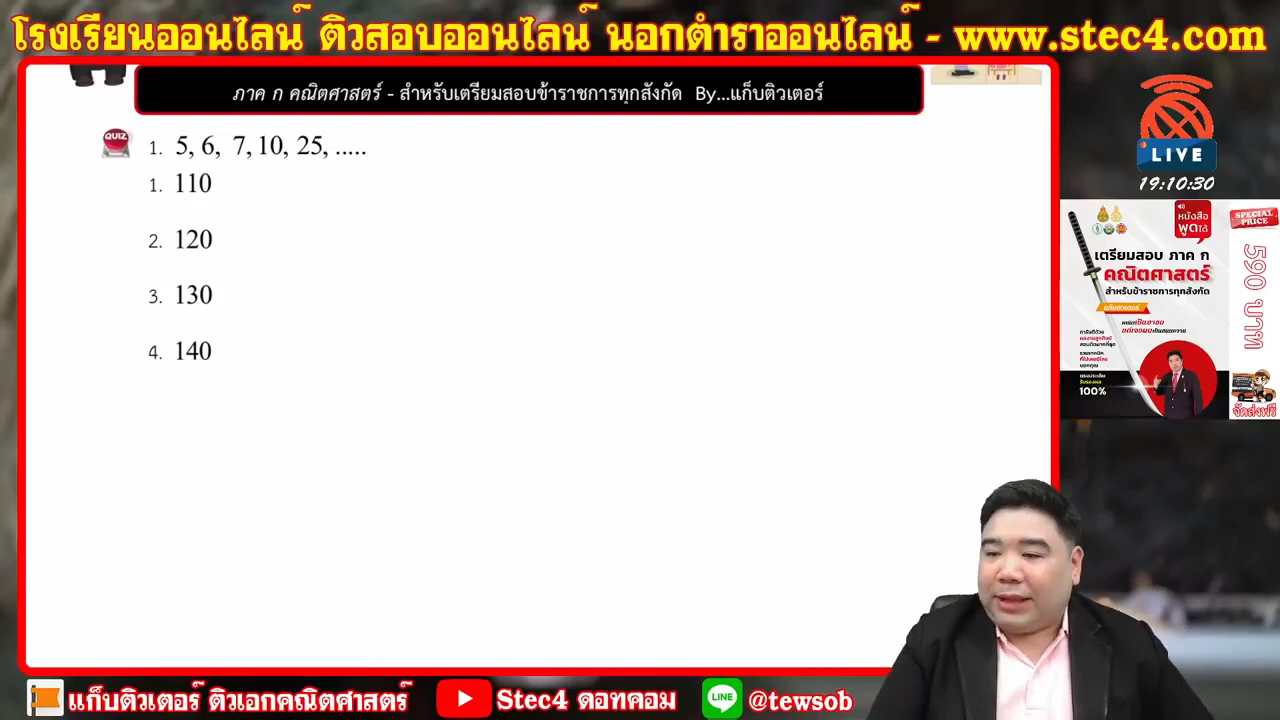 โรงเรียนออนไลน์ ติวสอบออนไลน์ นอกตำราออนไลน์ - www.stec4.com
ภาค ก คณิตศาสตร์ - สำหรับเตรียมสอบข้าราชการทุกสังกัด By...แก็บติวเตอร์
QUIZ
1. 5, 6, 7, 10, 25, .....
1. 110
2. 120
3. 130
4. 140
LIVE
19:10:30
หนังสือ
พูดได้
เตรียมสอบ ภาค ก
คณิตศาสตร์
สำหรับข้าราชการทุกสังกัด
แก็บติวเตอร์
100%
SPECIAL
PRICE
590 บาท
จัดส่งฟรี
แก็บติวเตอร์ ติวเอกคณิตศาสตร์
Stec4 ดอทคอม
LINE
@tewsob